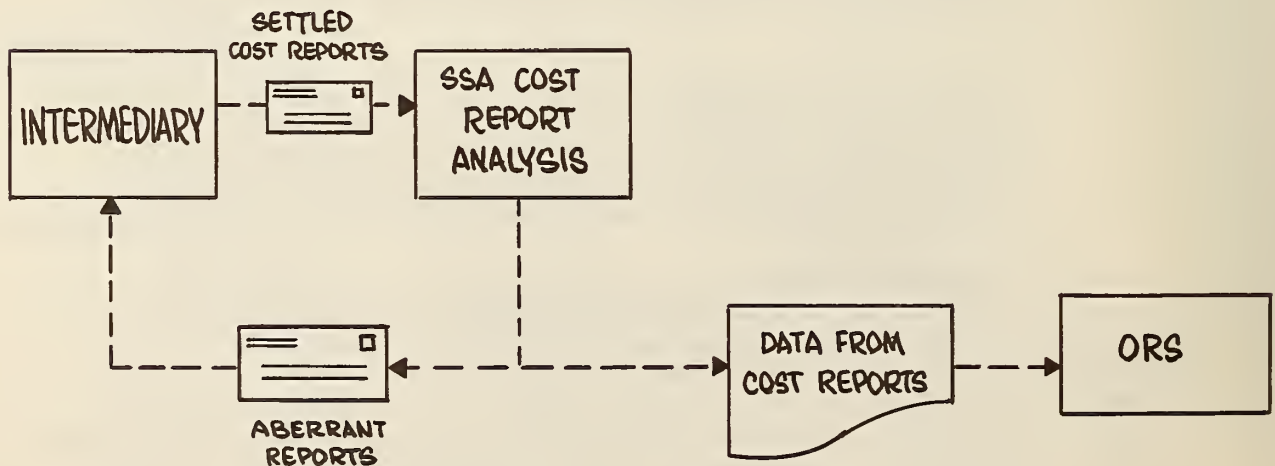 SETTLED
COST REPORTS
INTERMEDIARY
SSA COST
REPORT
ANALYSIS
DATA FROM
COST REPORTS
ORS
ABERRANT
REPORTS